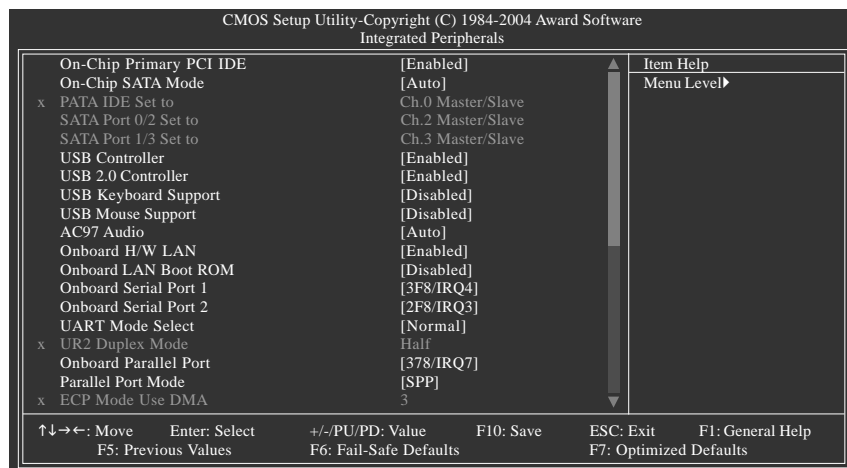 CMOS Setup Utility-Copyright (C) 1984-2004 Award Software
Integrated Peripherals
On-Chip Primary PCI IDE [Enabled]
On-Chip SATA Mode [Auto]
x PATA IDE Set to Ch.0 Master/Slave
SATA Port 0/2 Set to Ch.2 Master/Slave
SATA Port 1/3 Set to Ch.3 Master/Slave
USB Controller [Enabled]
USB 2.0 Controller [Enabled]
USB Keyboard Support [Disabled]
USB Mouse Support [Disabled]
AC97 Audio [Auto]
Onboard H/W LAN [Enabled]
Onboard LAN Boot ROM [Disabled]
Onboard Serial Port 1 [3F8/IRQ4]
Onboard Serial Port 2 [2F8/IRQ3]
UART Mode Select [Normal]
x UR2 Duplex Mode Half
Onboard Parallel Port [378/IRQ7]
Parallel Port Mode [SPP]
x ECP Mode Use DMA 3
Item Help
Menu Level▶
↑↓→←: Move Enter: Select +/-/PU/PD: Value F10: Save ESC: Exit F1: General Help
F5: Previous Values F6: Fail-Safe Defaults F7: Optimized Defaults